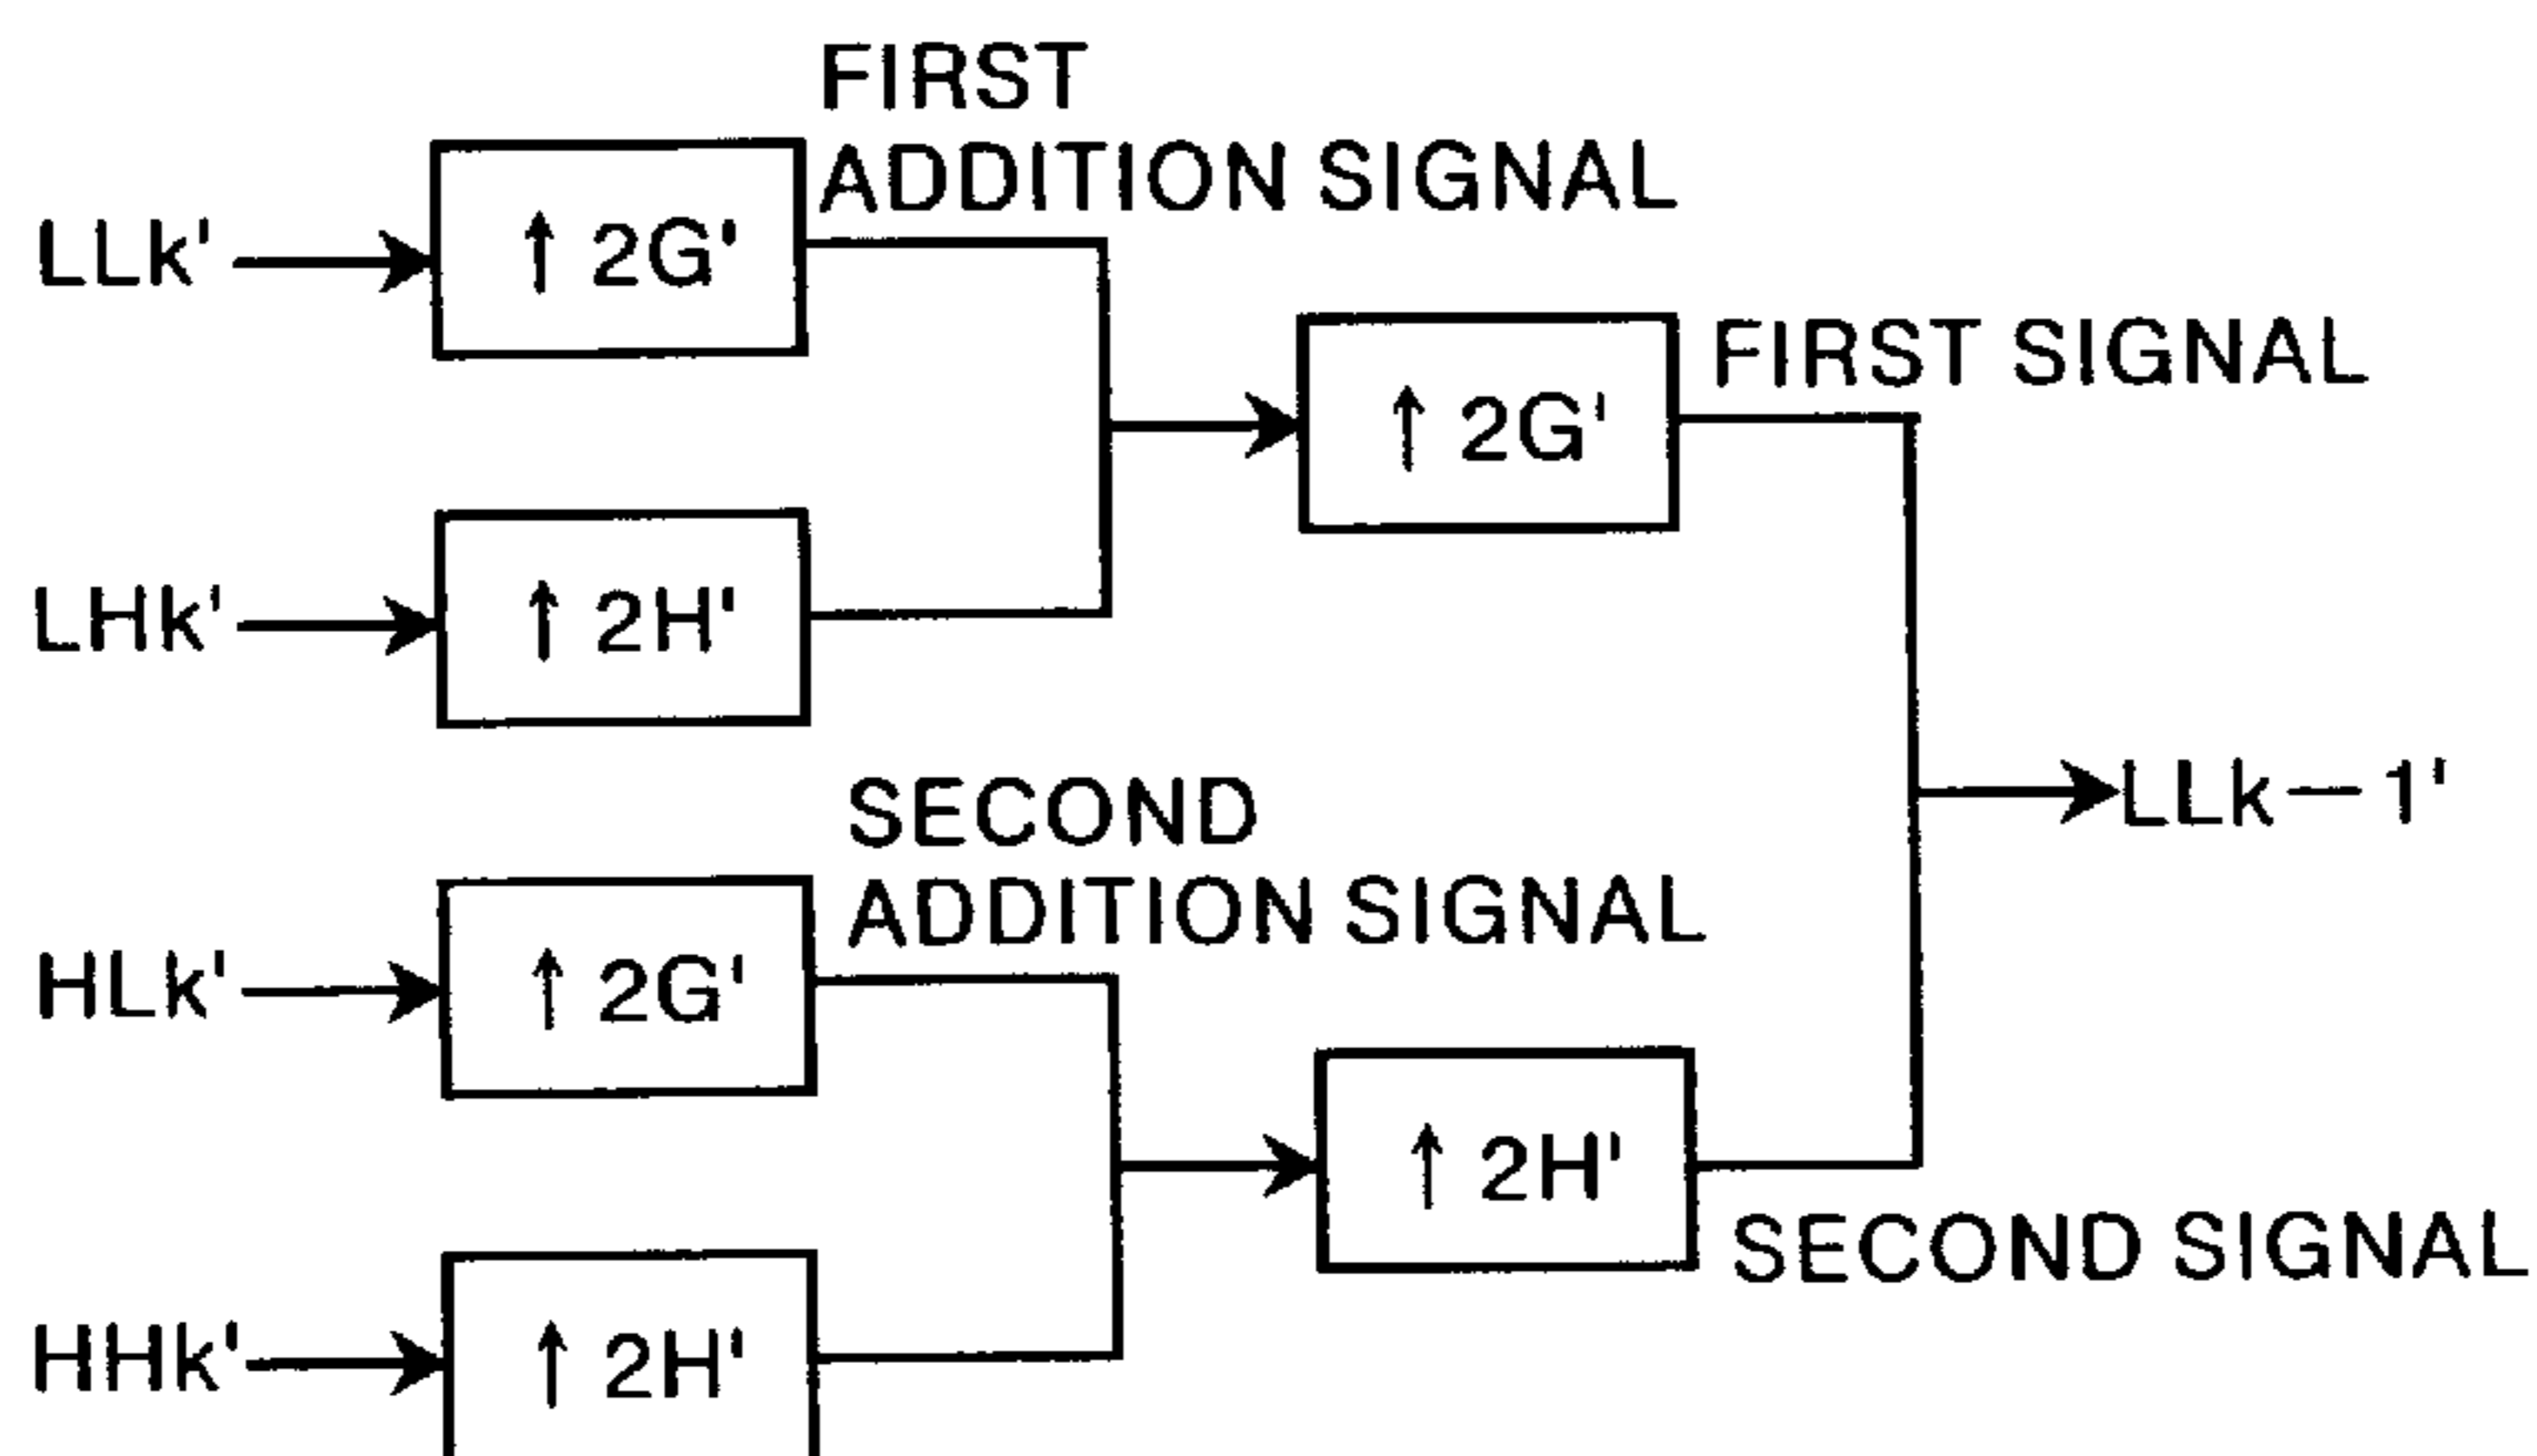 FIRST
ADDITION SIGNAL
LLk'
↑ 2G'
FIRST SIGNAL
↑ 2G'
LHk'
↑ 2H'
LLk－1'
SECOND
ADDITION SIGNAL
HLk'
↑ 2G'
↑ 2H'
SECOND SIGNAL
HHk'
↑ 2H'